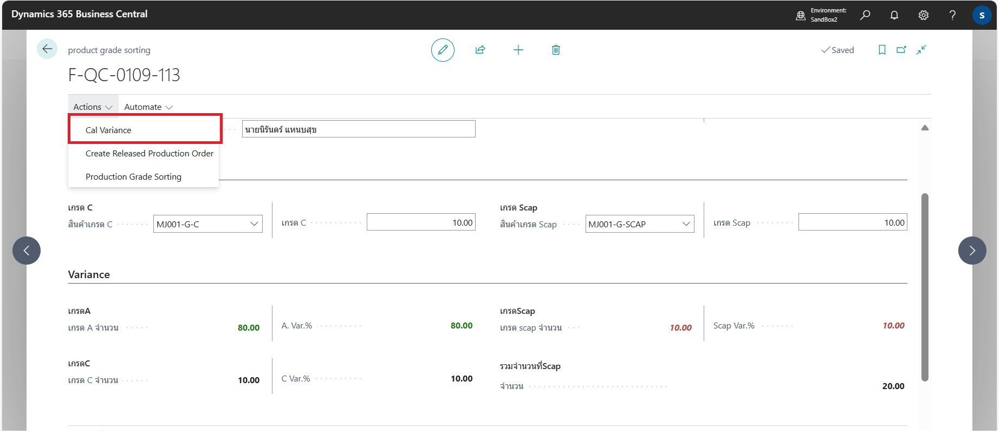 Dynamics 365 Business Central
Environment:
SandBox2
S
product grade sorting
Saved
F-QC-0109-113
Actions
Automate
Cal Variance
นายนิรันดร์ แหนบสุข
Create Released Production Order
Production Grade Sorting
เกรด C
สินค้าเกรด C
MJ001-G-C
เกรด C
10.00
เกรด Scap
สินค้าเกรด Scap
MJ001-G-SCAP
เกรด Scap
10.00
Variance
เกรดA
เกรด A จำนวน
80.00
A. Var.%
80.00
เกรดScap
เกรด scap จำนวน
10.00
Scap Var.%
10.00
เกรดC
เกรด C จำนวน
10.00
C Var.%
10.00
รวมจำนวนที่Scap
จำนวน
20.00